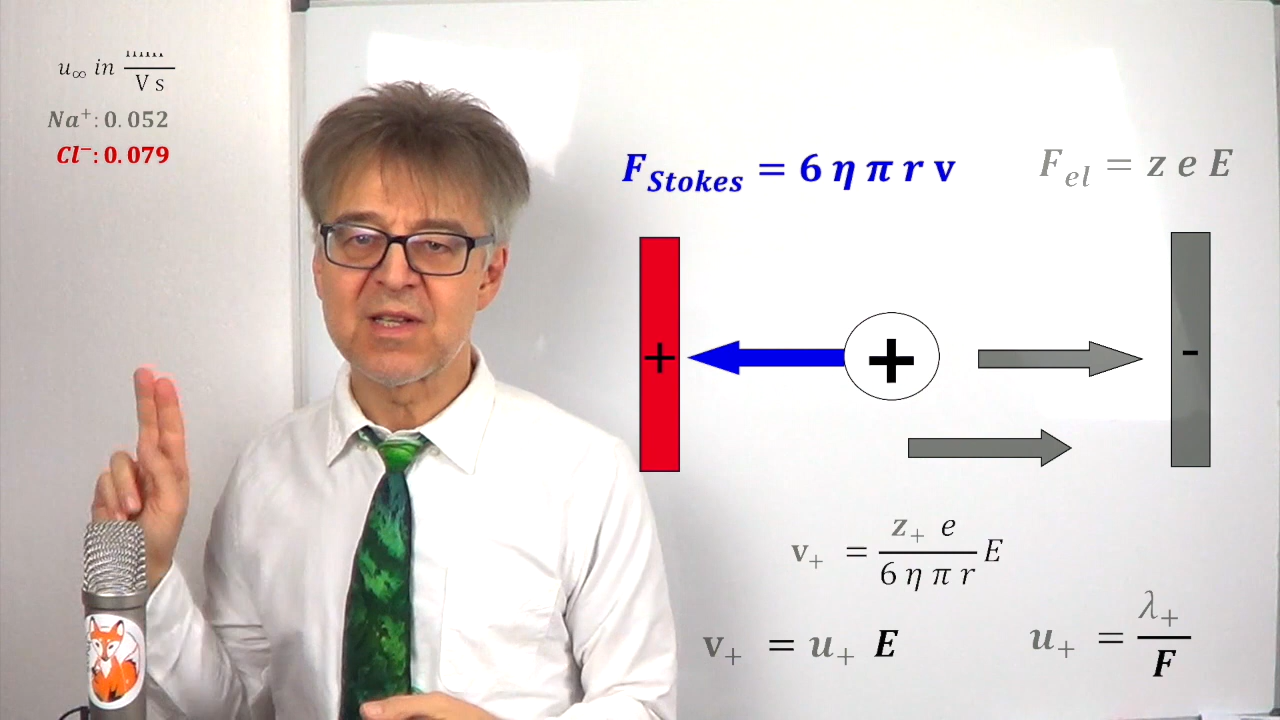 u∞ in
V s
Na⁺: 0.052
Cl⁻: 0.079
F_Stokes = 6 η π r v
F_el = z e E
+
+
-
v₊ = z₊ e / 6 η π r E
v₊ = u₊ E
u₊ = λ₊ / F